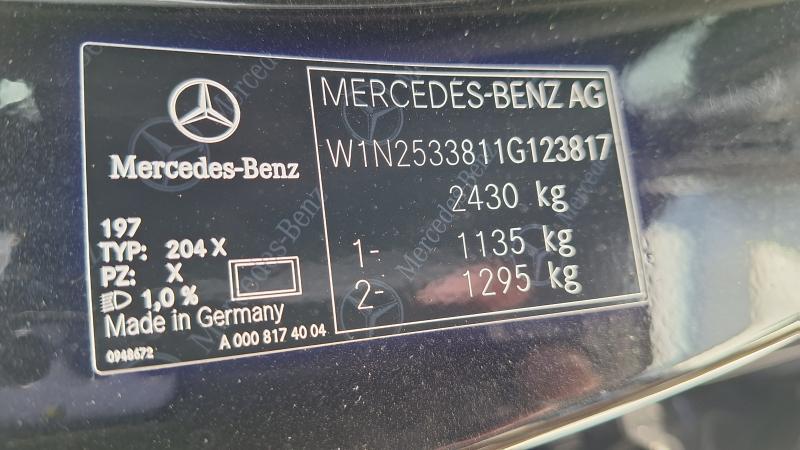 Mercedes-Benz
MERCEDES-BENZ AG
W1N2533811G123817
2430 kg
1- 1135 kg
2- 1295 kg
197
TYP: 204 X
PZ: X
1,0 %
Made in Germany
0948672
A 000 817 40 04